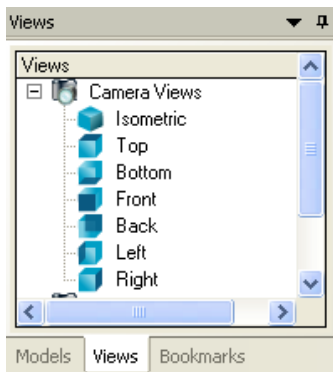 Views
Views
Camera Views
Isometric
Top
Bottom
Front
Back
Left
Right
Models Views Bookmarks